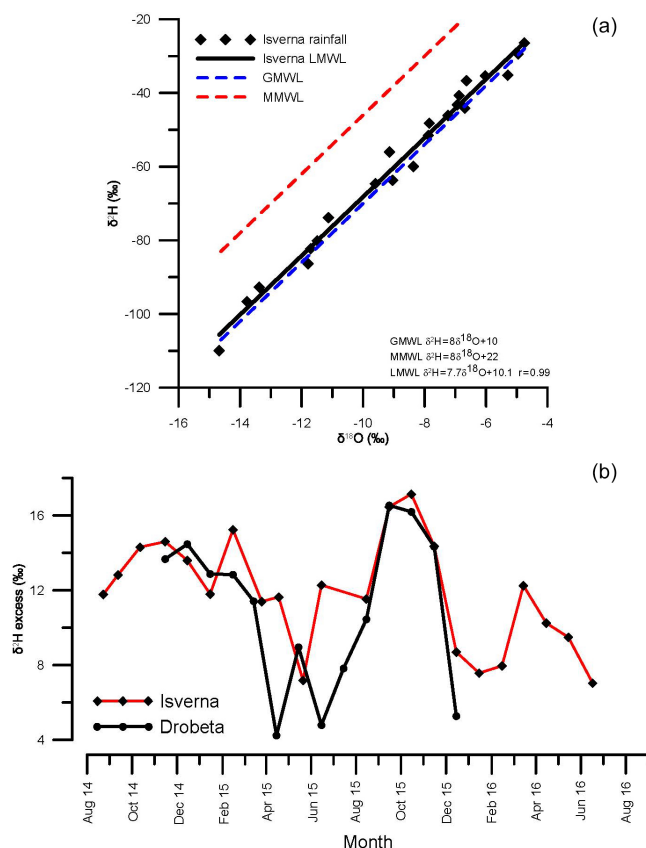 (a)
Isverna rainfall
Isverna LMWL
GMWL
MMWL
-20
-40
-60
-80
-100
-120
δ²H (‰)
GMWL δ²H=8δ¹⁸O+10
MMWL δ²H=8δ¹⁸O+22
LMWL δ²H=7.7δ¹⁸O+10.1 r=0.99
-16 -14 -12 -10 -8 -6 -4
δ¹⁸O (‰)
(b)
16
12
8
4
δ²H excess (‰)
Isverna
Drobeta
Aug 14 Oct 14 Dec 14 Feb 15 Apr 15 Jun 15 Aug 15 Oct 15 Dec 15 Feb 16 Apr 16 Jun 16 Aug 16
Month